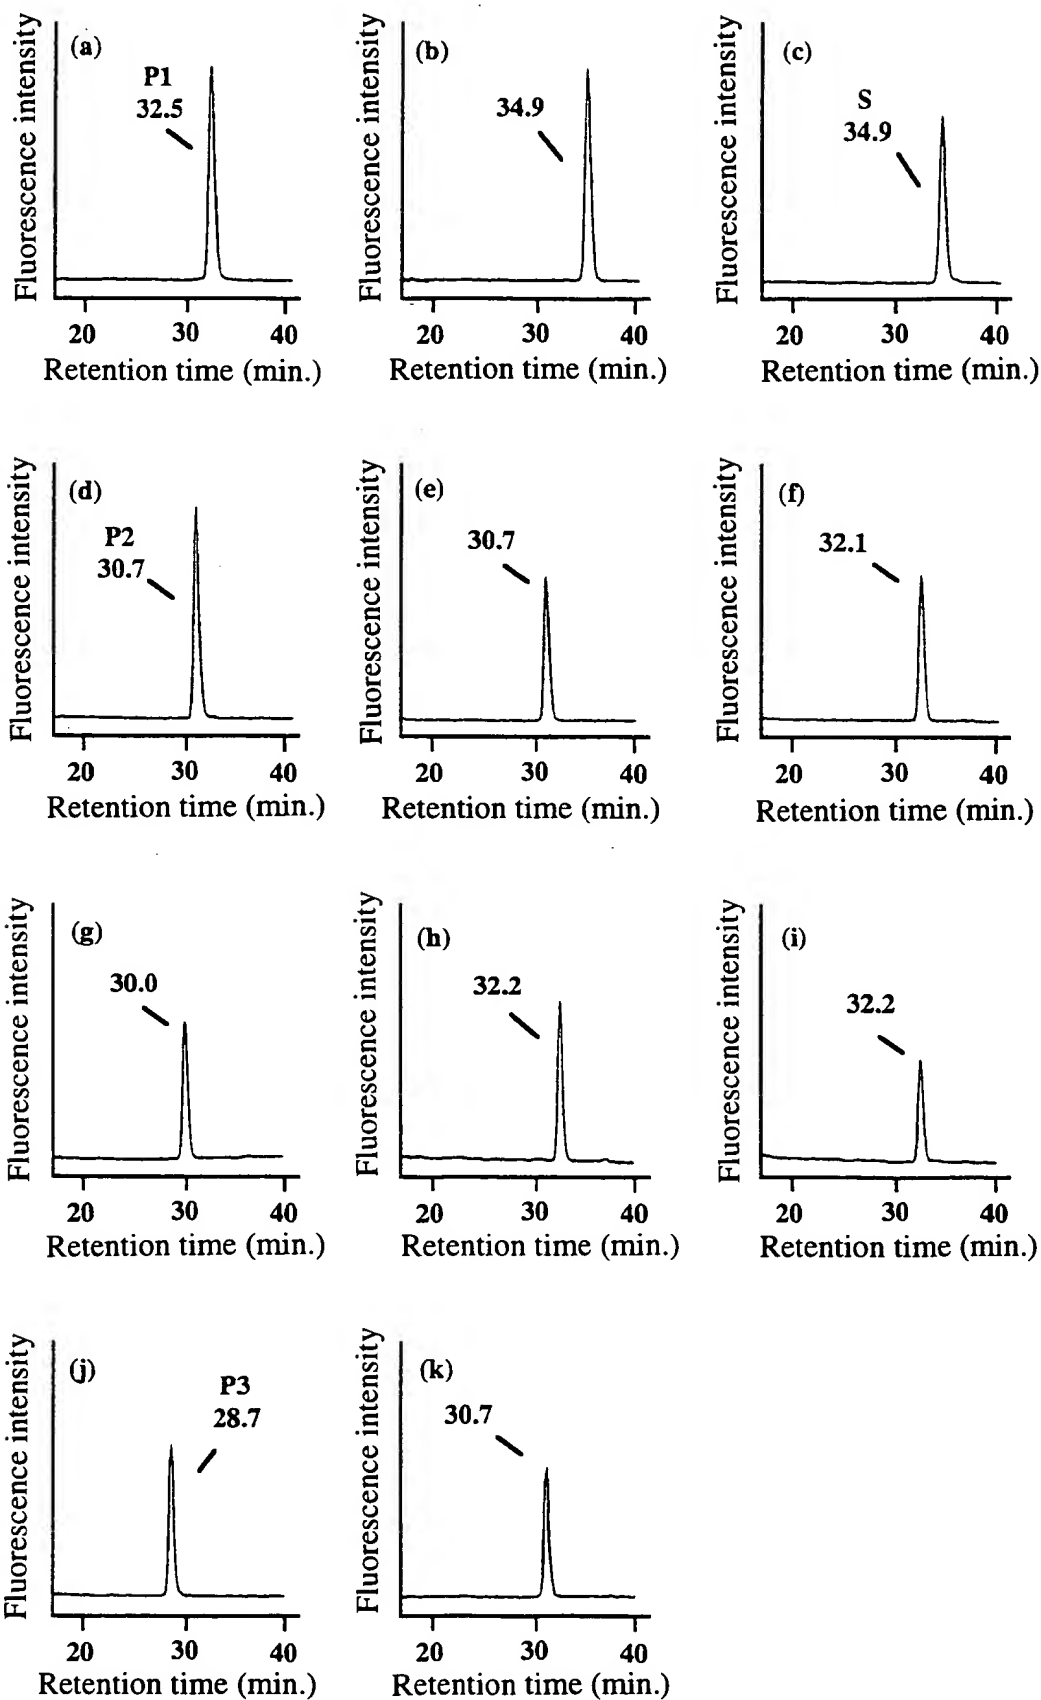 Fluorescence intensity
(a)
P1
32.5
20 30 40
Retention time (min.)
Fluorescence intensity
(b)
34.9
20 30 40
Retention time (min.)
Fluorescence intensity
(c)
S
34.9
20 30 40
Retention time (min.)
Fluorescence intensity
(d)
P2
30.7
20 30 40
Retention time (min.)
Fluorescence intensity
(e)
30.7
20 30 40
Retention time (min.)
Fluorescence intensity
(f)
32.1
20 30 40
Retention time (min.)
Fluorescence intensity
(g)
30.0
20 30 40
Retention time (min.)
Fluorescence intensity
(h)
32.2
20 30 40
Retention time (min.)
Fluorescence intensity
(i)
32.2
20 30 40
Retention time (min.)
Fluorescence intensity
(j)
P3
28.7
20 30 40
Retention time (min.)
Fluorescence intensity
(k)
30.7
20 30 40
Retention time (min.)